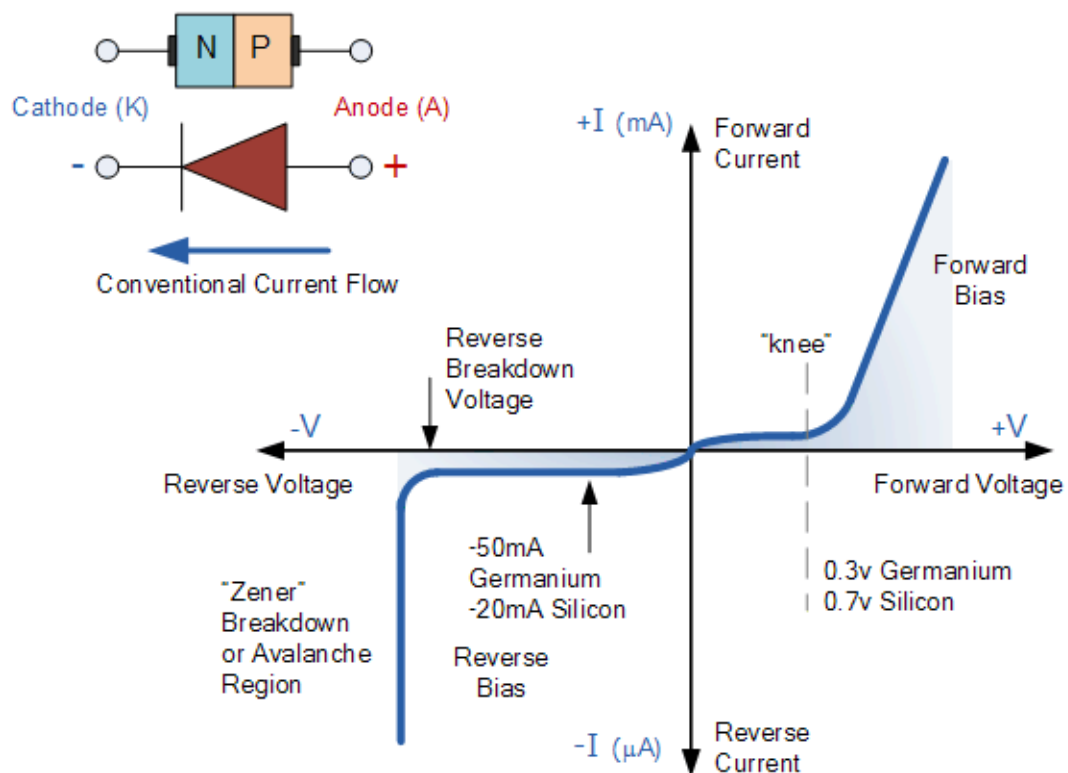 N P
Cathode (K)
Anode (A)
-
+
Conventional Current Flow
+I (mA)
Forward
Current
Forward
Bias
"knee"
Reverse
Breakdown
Voltage
-V
+V
Reverse Voltage
Forward Voltage
-50mA
Germanium
-20mA Silicon
0.3v Germanium
0.7v Silicon
"Zener"
Breakdown
or Avalanche
Region
Reverse
Bias
-I (µA)
Reverse
Current